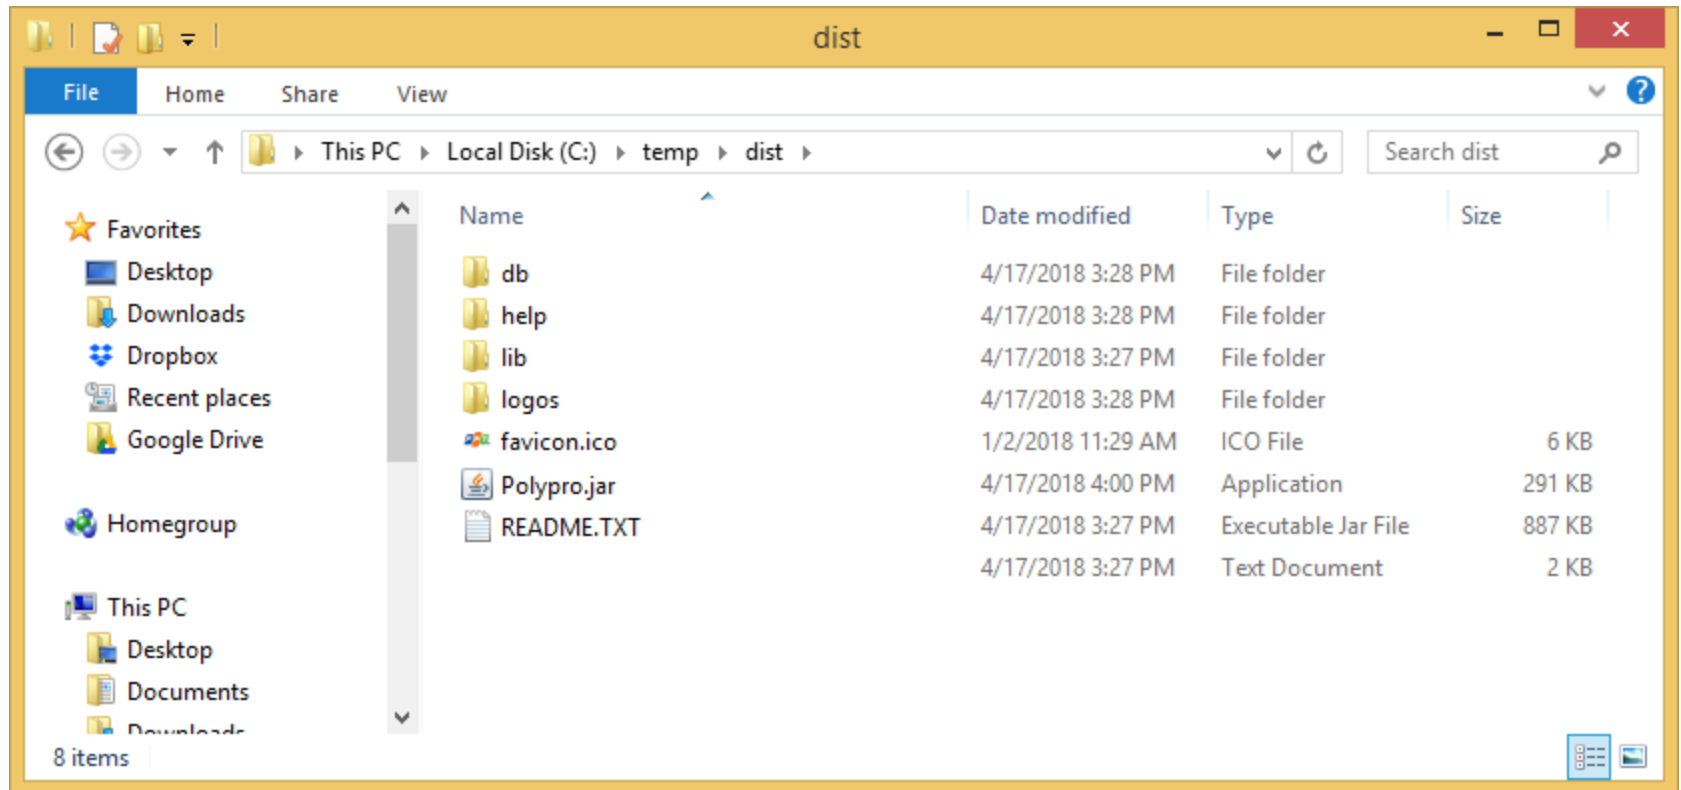 dist
File Home Share View
This PC Local Disk (C:) temp dist Search dist
Name Date modified Type Size
Favorites
Desktop
Downloads
Dropbox
Recent places
Google Drive
Homegroup
This PC
Desktop
Documents
Downloads
db 4/17/2018 3:28 PM File folder
help 4/17/2018 3:28 PM File folder
lib 4/17/2018 3:27 PM File folder
logos 4/17/2018 3:28 PM File folder
favicon.ico 1/2/2018 11:29 AM ICO File 6 KB
Polypro.jar 4/17/2018 4:00 PM Application 291 KB
README.TXT 4/17/2018 3:27 PM Executable Jar File 887 KB
4/17/2018 3:27 PM Text Document 2 KB
8 items